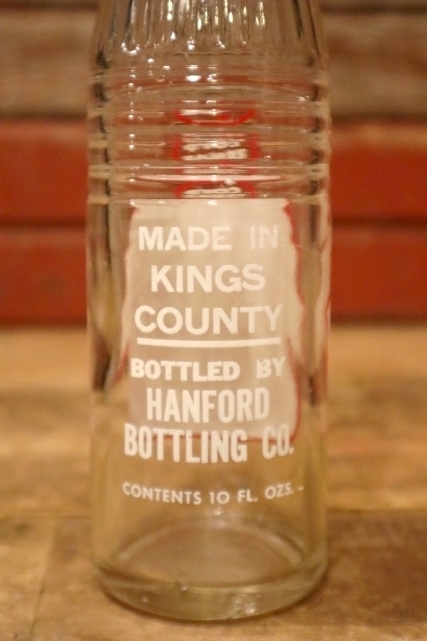 MADE IN
KINGS
COUNTY
BOTTLED BY
HANFORD
BOTTLING CO.
CONTENTS 10 FL. OZS.